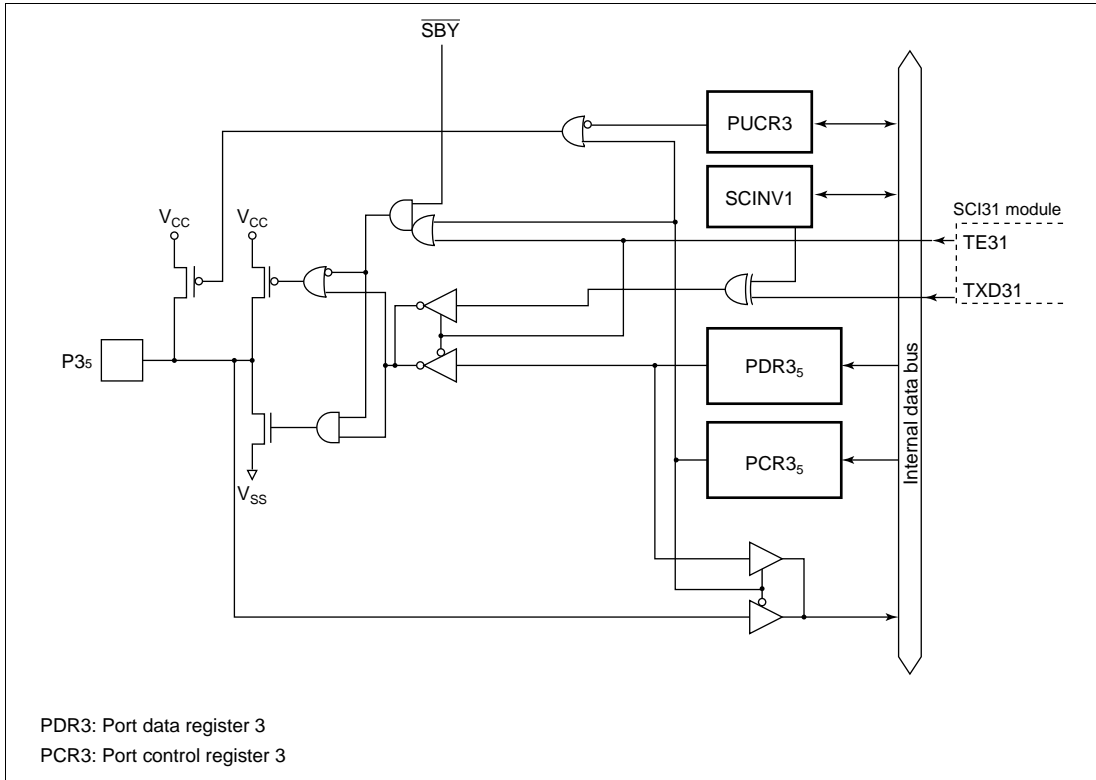 SBY
PUCR3
SCINV1
SCI31 module
TE31
TXD31
VCC
VCC
P35
PDR35
PCR35
VSS
Internal data bus
PDR3: Port data register 3
PCR3: Port control register 3